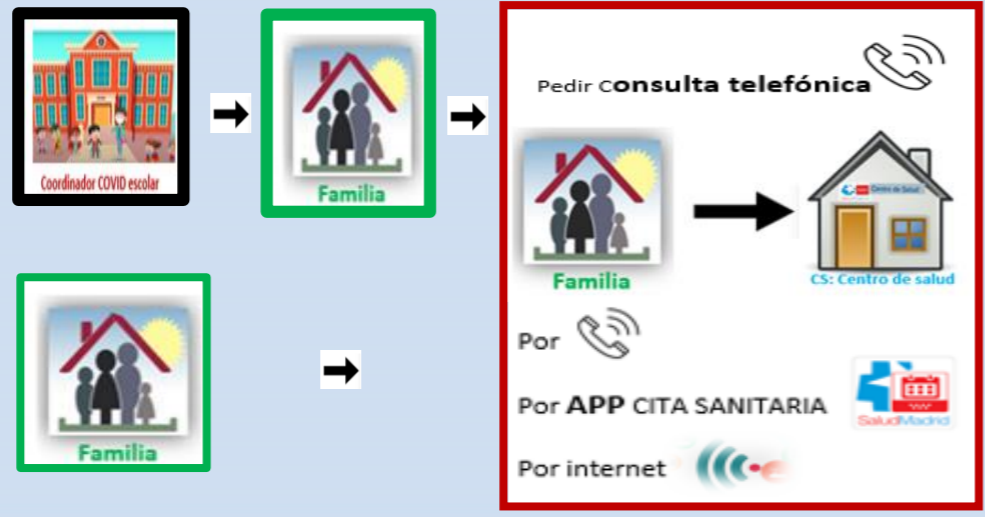 Coordinador COVID escolar
Familia
Pedir Consulta telefónica
Familia
CS: Centro de salud
Centro de Salud
Familia
Por
Por APP CITA SANITARIA
SaludMadrid
Por internet